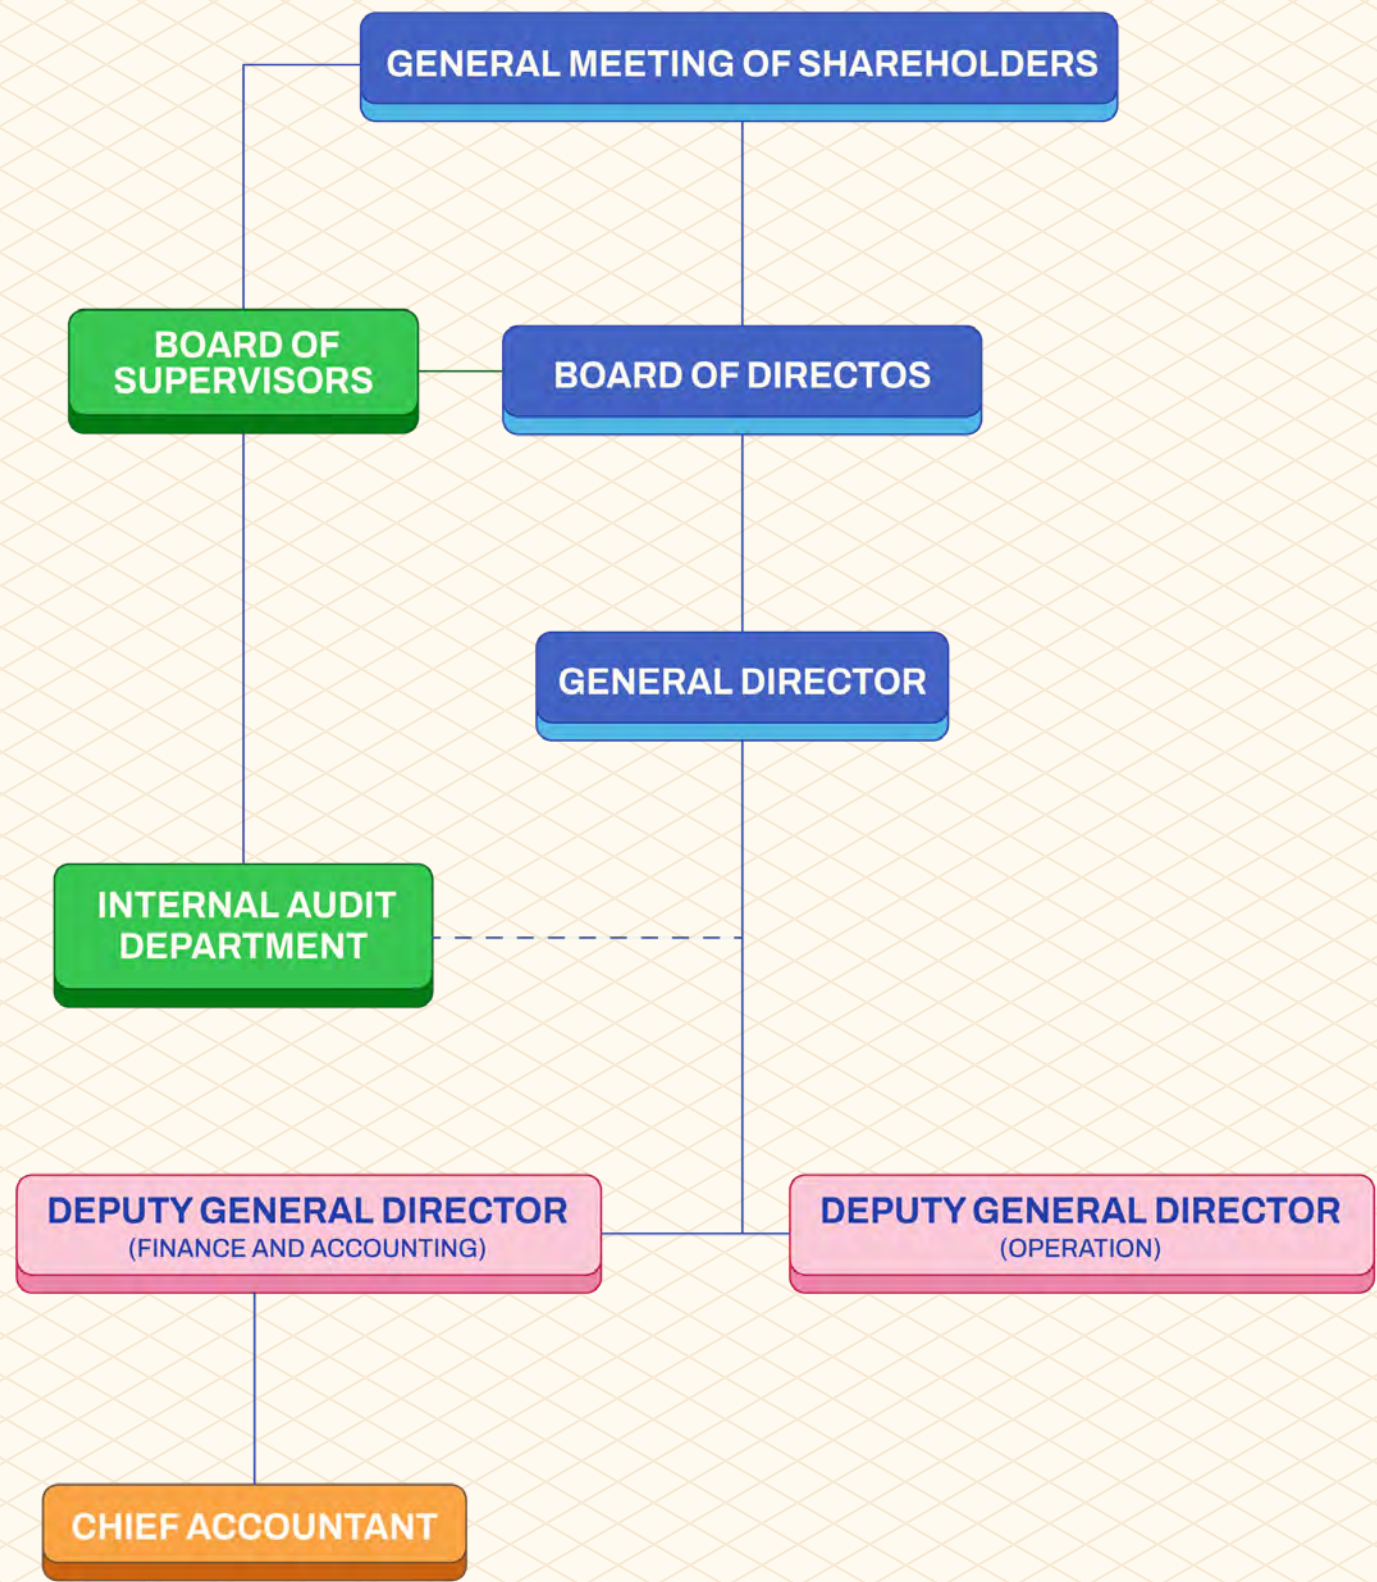 GENERAL MEETING OF SHAREHOLDERS
BOARD OF
SUPERVISORS
BOARD OF DIRECTOS
GENERAL DIRECTOR
INTERNAL AUDIT
DEPARTMENT
DEPUTY GENERAL DIRECTOR
(FINANCE AND ACCOUNTING)
DEPUTY GENERAL DIRECTOR
(OPERATION)
CHIEF ACCOUNTANT